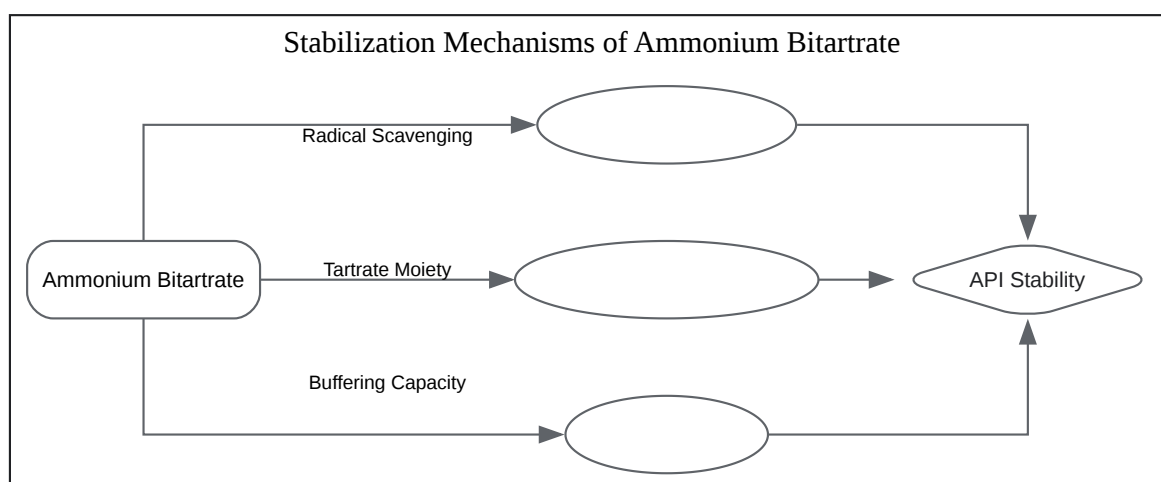 Stabilization Mechanisms of Ammonium Bitartrate
Radical Scavenging
Ammonium Bitartrate
Tartrate Moiety
API Stability
Buffering Capacity